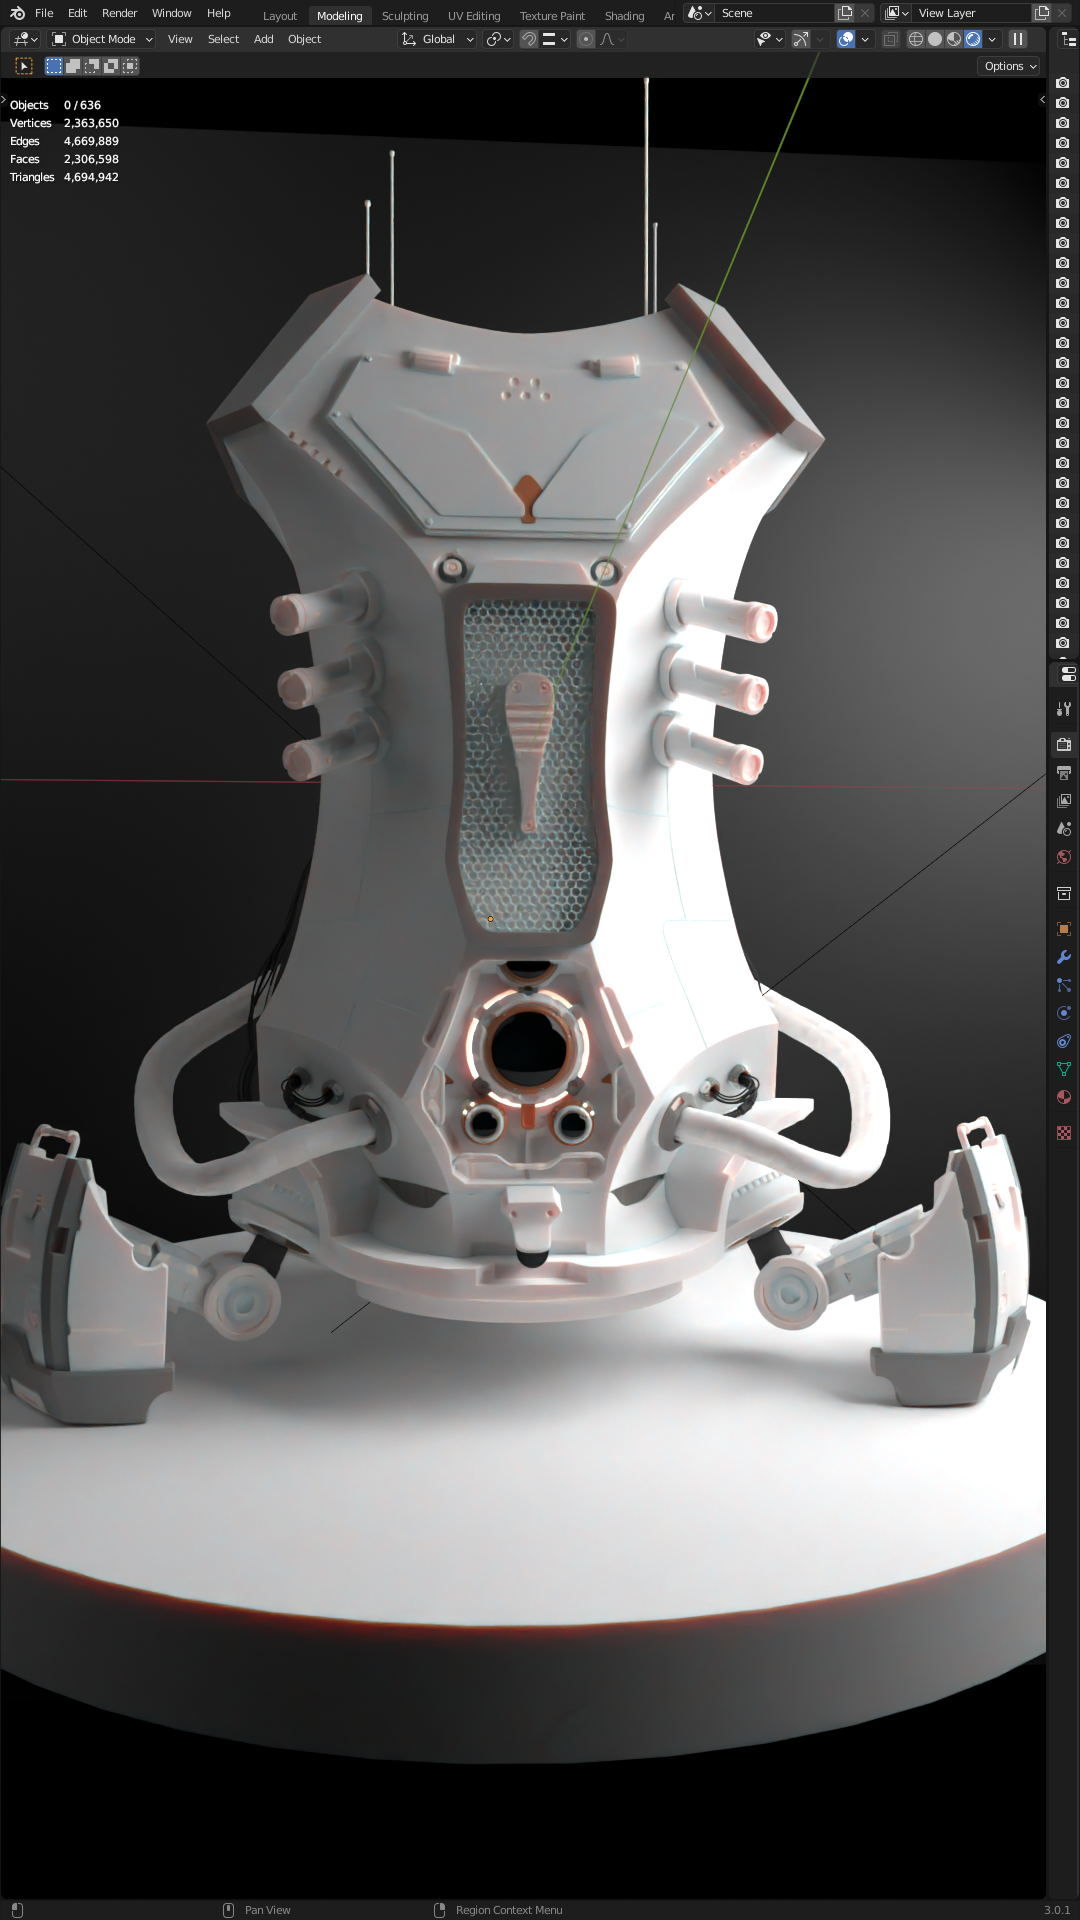 File Edit Render Window Help Layout Modeling Sculpting UV Editing Texture Paint Shading Ar Scene View Layer
Object Mode View Select Add Object Global
Options
Objects 0 / 636
Vertices 2,363,650
Edges 4,669,889
Faces 2,306,598
Triangles 4,694,942
Pan View Region Context Menu 3.0.1